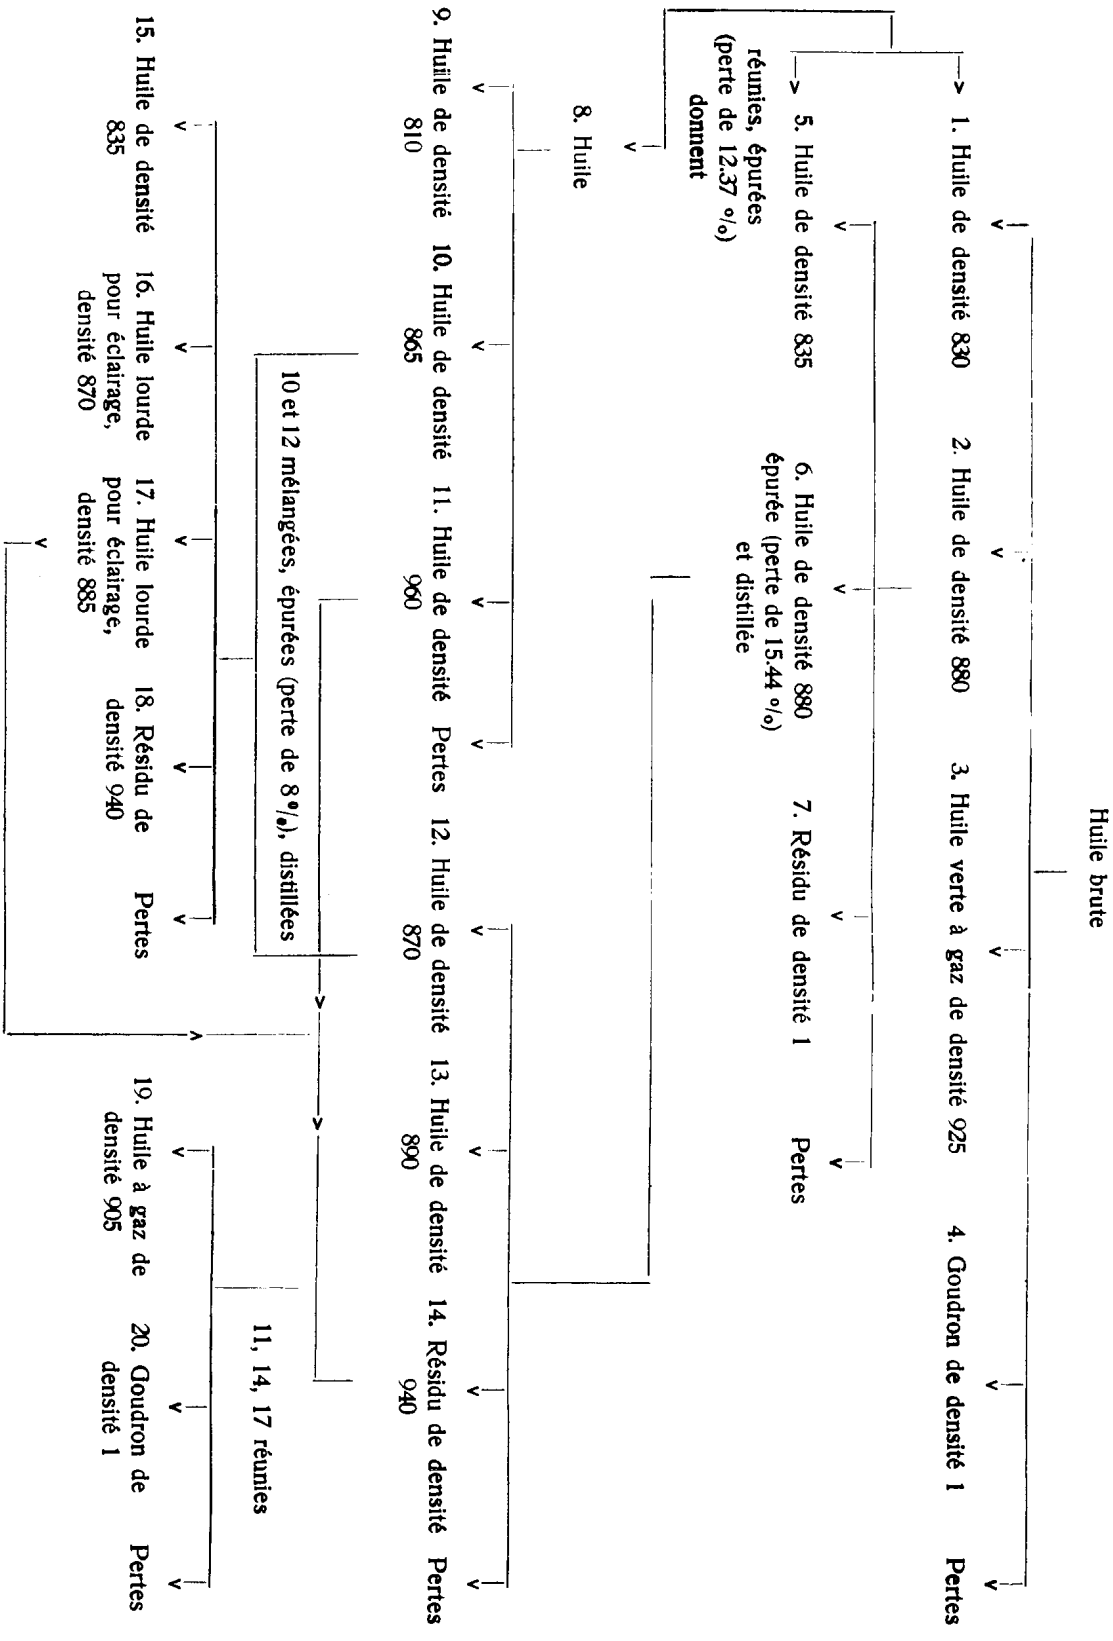 Huile brute
1. Huile de densité 830
2. Huile de densité 880
3. Huile verte à gaz de densité 925
4. Goudron de densité 1
Pertes
5. Huile de densité 835
6. Huile de densité 880
épurée (perte de 15.44 %)
et distillée
7. Résidu de densité 1
Pertes
réunies, épurées
(perte de 12.37 %)
donnent
8. Huile
9. Huile de densité
810
10. Huile de densité
865
11. Huile de densité
960
Pertes
12. Huile de densité
870
13. Huile de densité
890
14. Résidu de densité
940
Pertes
10 et 12 mélangées, épurées (perte de 8 %), distillées
11, 14, 17 réunies
15. Huile de densité
835
16. Huile lourde
pour éclairage,
densité 870
17. Huile lourde
pour éclairage,
densité 885
18. Résidu de
densité 940
Pertes
19. Huile à gaz de
densité 905
20. Goudron de
densité 1
Pertes